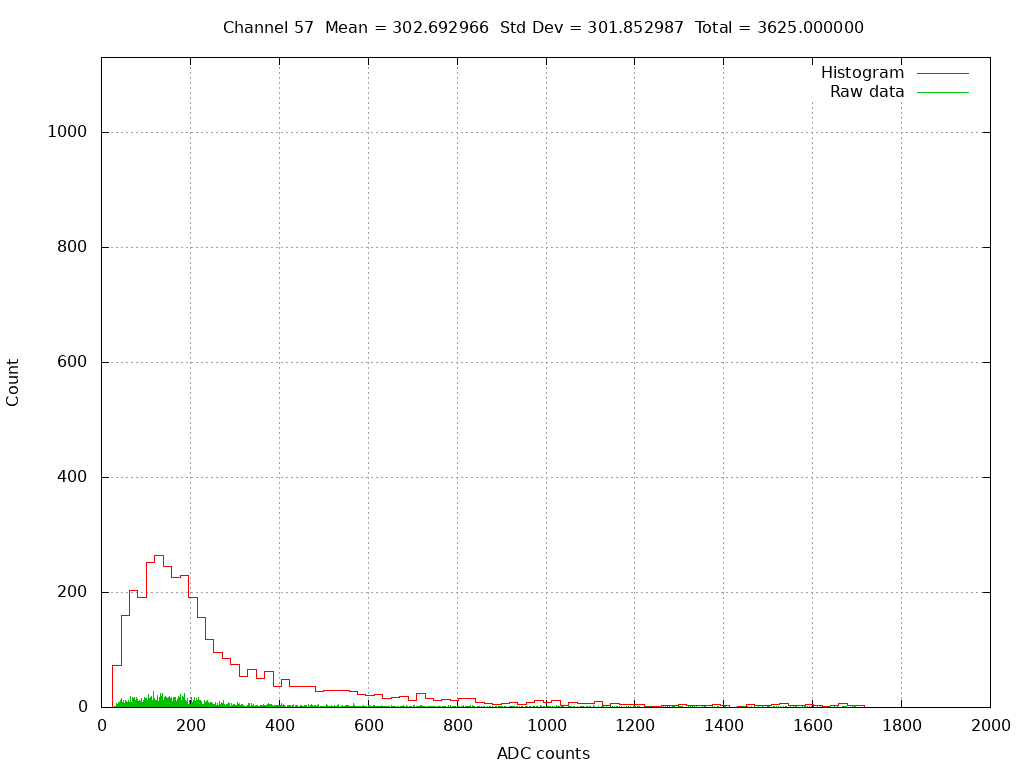 Channel 57  Mean = 302.692966  Std Dev = 301.852987  Total = 3625.000000
Histogram
Raw data
1000
800
600
400
200
0
Count
0 200 400 600 800 1000 1200 1400 1600 1800 2000
ADC counts